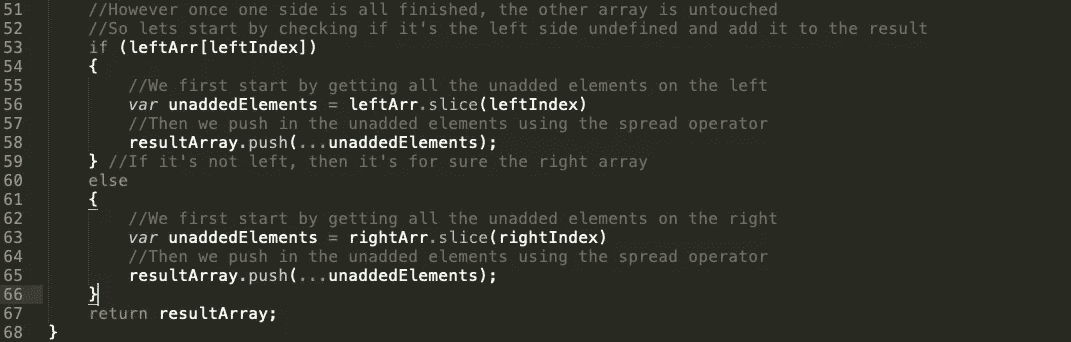 51 //However once one side is all finished, the other array is untouched
52 //So lets start by checking if it's the left side undefined and add it to the result
53 if (leftArr[leftIndex])
54 {
55 //We first start by getting all the unadded elements on the left
56 var unaddedElements = leftArr.slice(leftIndex)
57 //Then we push in the unadded elements using the spread operator
58 resultArray.push(...unaddedElements);
59 } //If it's not left, then it's for sure the right array
60 else
61 {
62 //We first start by getting all the unadded elements on the right
63 var unaddedElements = rightArr.slice(rightIndex)
64 //Then we push in the unadded elements using the spread operator
65 resultArray.push(...unaddedElements);
66 }
67 return resultArray;
68 }